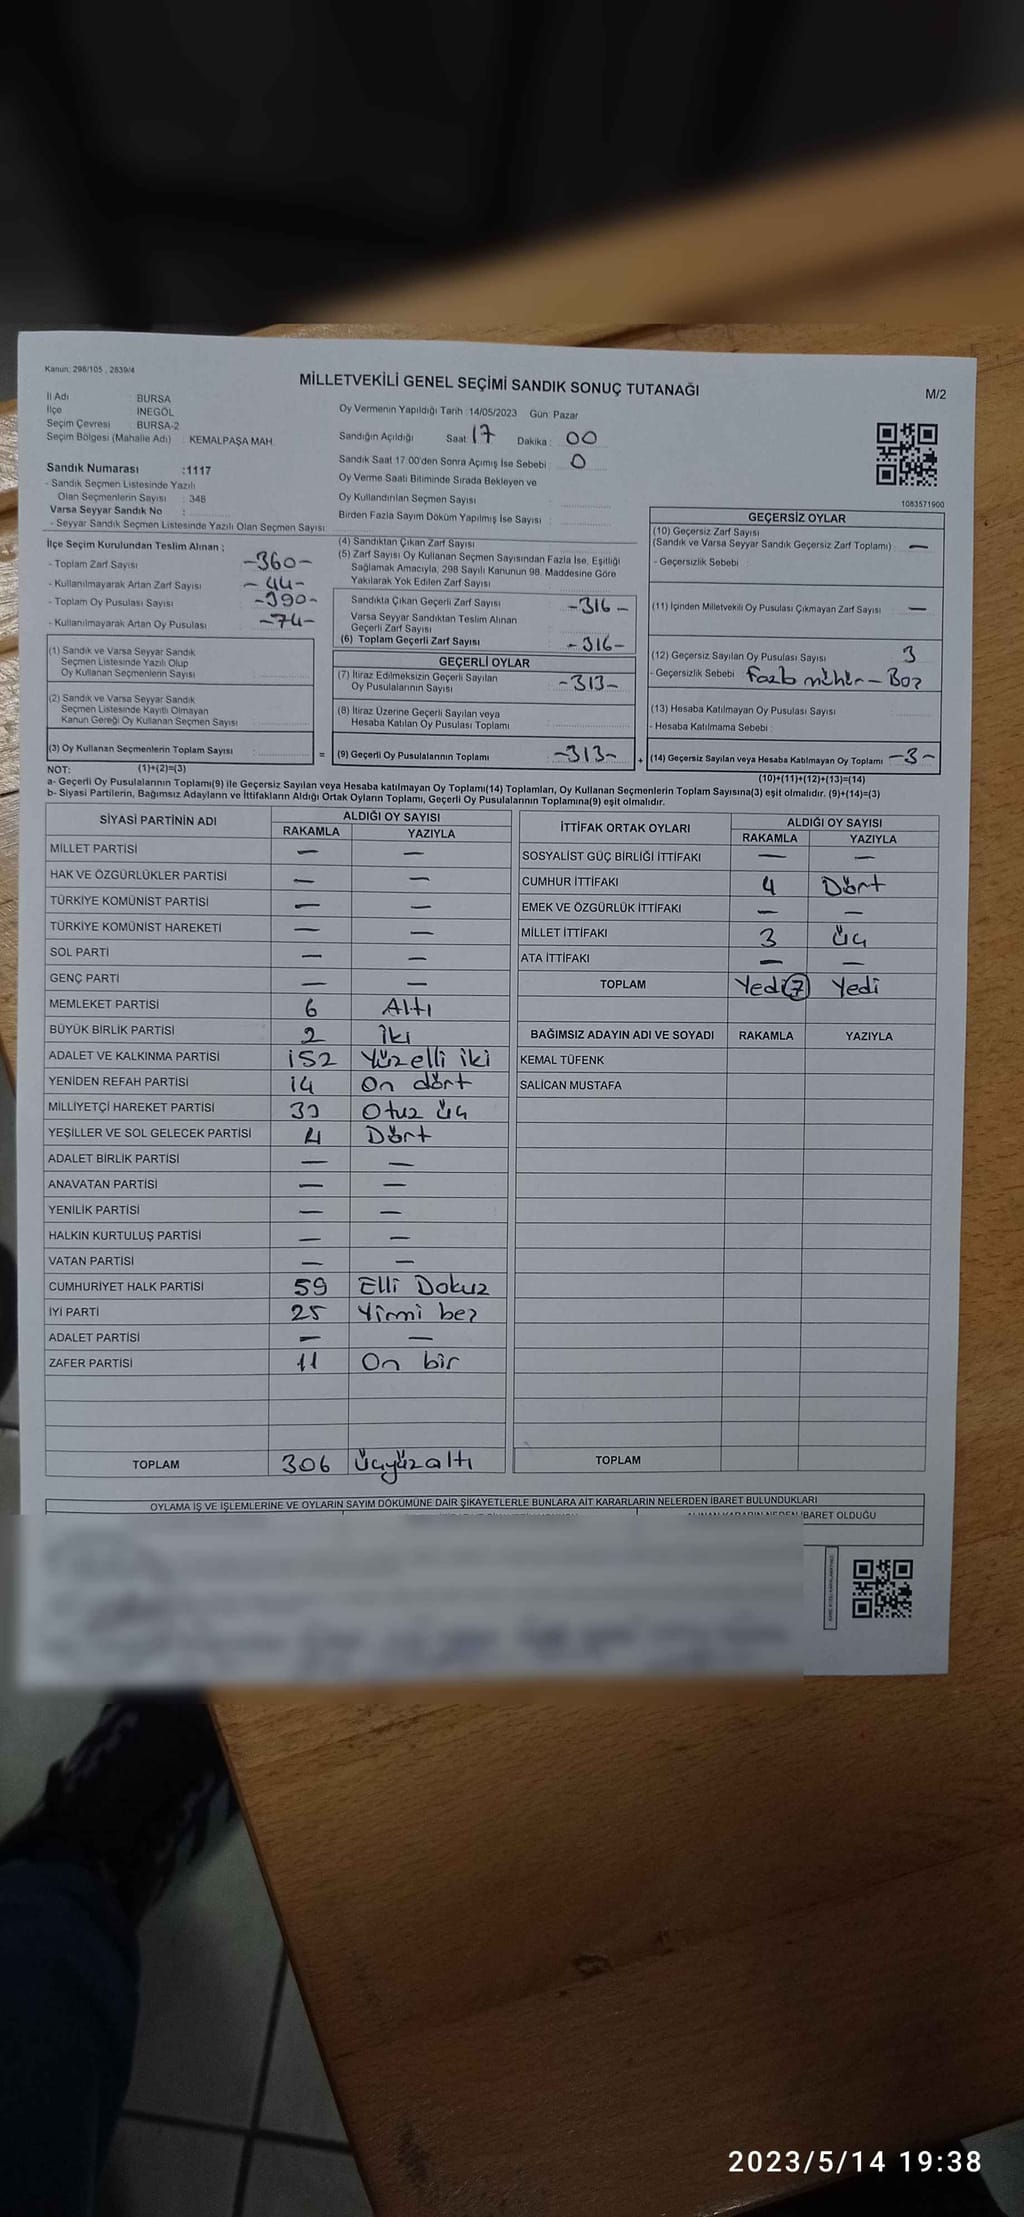 Kanun: 298/105 , 2839/4
MİLLETVEKİLİ GENEL SEÇİMİ SANDIK SONUÇ TUTANAĞI
M/2
İl Adı : BURSA
İlçe : İNEGÖL
Seçim Çevresi : BURSA-2
Seçim Bölgesi (Mahalle Adı) : KEMALPAŞA MAH.
Sandık Numarası :1117
- Sandık Seçmen Listesinde Yazılı
Olan Seçmenlerin Sayısı : 348
Varsa Seyyar Sandık No :
- Seyyar Sandık Seçmen Listesinde Yazılı Olan Seçmen Sayısı :
Oy Vermenin Yapıldığı Tarih :14/05/2023 Gün: Pazar
Sandığın Açıldığı Saat: 17 Dakika : 00
Sandık Saat 17:00'den Sonra Açımış İse Sebebi : 0
Oy Verme Saati Bitiminde Sırada Bekleyen ve
Oy Kullandırılan Seçmen Sayısı
Birden Fazla Sayım Döküm Yapılmış İse Sayısı :
1083571900
İlçe Seçim Kurulundan Teslim Alınan :
- Toplam Zarf Sayısı -360-
- Kullanılmayarak Artan Zarf Sayısı -44-
- Toplam Oy Pusulası Sayısı -390-
- Kullanılmayarak Artan Oy Pusulası -74-
(1) Sandık ve Varsa Seyyar Sandık
Seçmen Listesinde Yazılı Olup
Oy Kullanan Seçmenlerin Sayısı
(2) Sandık ve Varsa Seyyar Sandık
Seçmen Listesinde Kayıtlı Olmayan
Kanun Gereği Oy Kullanan Seçmen Sayısı
(3) Oy Kullanan Seçmenlerin Toplam Sayısı =
(4) Sandıktan Çıkan Zarf Sayısı
(5) Zarf Sayısı Oy Kullanan Seçmen Sayısından Fazla İse, Eşitliği
Sağlamak Amacıyla, 298 Sayılı Kanunun 98. Maddesine Göre
Yakılarak Yok Edilen Zarf Sayısı
Sandıkta Çıkan Geçerli Zarf Sayısı -316-
Varsa Seyyar Sandıktan Teslim Alınan
Geçerli Zarf Sayısı
(6) Toplam Geçerli Zarf Sayısı -316-
GEÇERLİ OYLAR
(7) İtiraz Edilmeksizin Geçerli Sayılan
Oy Pusulalarının Sayısı -313-
(8) İtiraz Üzerine Geçerli Sayılan veya
Hesaba Katılan Oy Pusulası Toplamı
(9) Geçerli Oy Pusulalarının Toplamı -313- +
GEÇERSİZ OYLAR
(10) Geçersiz Zarf Sayısı
(Sandık ve Varsa Seyyar Sandık Geçersiz Zarf Toplamı) : —
- Geçersizlik Sebebi :
(11) İçinden Milletvekili Oy Pusulası Çıkmayan Zarf Sayısı —
(12) Geçersiz Sayılan Oy Pusulası Sayısı 3
- Geçersizlik Sebebi
(13) Hesaba Katılmayan Oy Pusulası Sayısı
- Hesaba Katılmama Sebebi :
(14) Geçersiz Sayılan veya Hesaba Katılmayan Oy Toplamı -3-
NOT: (1)+(2)=(3)
(10)+(11)+(12)+(13)=(14)
a- Geçerli Oy Pusulalarının Toplamı(9) ile Geçersiz Sayılan veya Hesaba katılmayan Oy Toplamı(14) Toplamları, Oy Kullanan Seçmenlerin Toplam Sayısına(3) eşit olmalıdır. (9)+(14)=(3)
b- Siyasi Partilerin, Bağımsız Adayların ve İttifakların Aldığı Ortak Oyların Toplamı, Geçerli Oy Pusulalarının Toplamına(9) eşit olmalıdır.
SİYASİ PARTİNİN ADI ALDIĞI OY SAYISI
RAKAMLA YAZIYLA
MİLLET PARTİSİ — —
HAK VE ÖZGÜRLÜKLER PARTİSİ — —
TÜRKİYE KOMÜNİST PARTİSİ — —
TÜRKİYE KOMÜNİST HAREKETİ — —
SOL PARTİ — —
GENÇ PARTİ — —
MEMLEKET PARTİSİ 6 Altı
BÜYÜK BİRLİK PARTİSİ 2 İki
ADALET VE KALKINMA PARTİSİ 152 Yüzelli iki
YENİDEN REFAH PARTİSİ 14 On dört
MİLLİYETÇİ HAREKET PARTİSİ 33 Otuz üç
YEŞİLLER VE SOL GELECEK PARTİSİ 4 Dört
ADALET BİRLİK PARTİSİ — —
ANAVATAN PARTİSİ — —
YENİLİK PARTİSİ — —
HALKIN KURTULUŞ PARTİSİ — —
VATAN PARTİSİ — —
CUMHURİYET HALK PARTİSİ 59 Elli Dokuz
İYİ PARTİ 25 Yirmi beş
ADALET PARTİSİ — —
ZAFER PARTİSİ 11 On bir
TOPLAM 306 üçyüzaltı
İTTİFAK ORTAK OYLARI ALDIĞI OY SAYISI
RAKAMLA YAZIYLA
SOSYALİST GÜÇ BİRLİĞİ İTTİFAKI — —
CUMHUR İTTİFAKI 4 Dört
EMEK VE ÖZGÜRLÜK İTTİFAKI — —
MİLLET İTTİFAKI 3 üç
ATA İTTİFAKI — —
TOPLAM Yedi 7 Yedi
BAĞIMSIZ ADAYIN ADI VE SOYADI RAKAMLA YAZIYLA
KEMAL TÜFENK
SALİCAN MUSTAFA
TOPLAM
OYLAMA İŞ VE İŞLEMLERİNE VE OYLARIN SAYIM DÖKÜMÜNE DAİR ŞİKAYETLERLE BUNLARA AİT KARARLARIN NELERDEN İBARET BULUNDUKLARI
İBARET OLDUĞU
2023/5/14 19:38